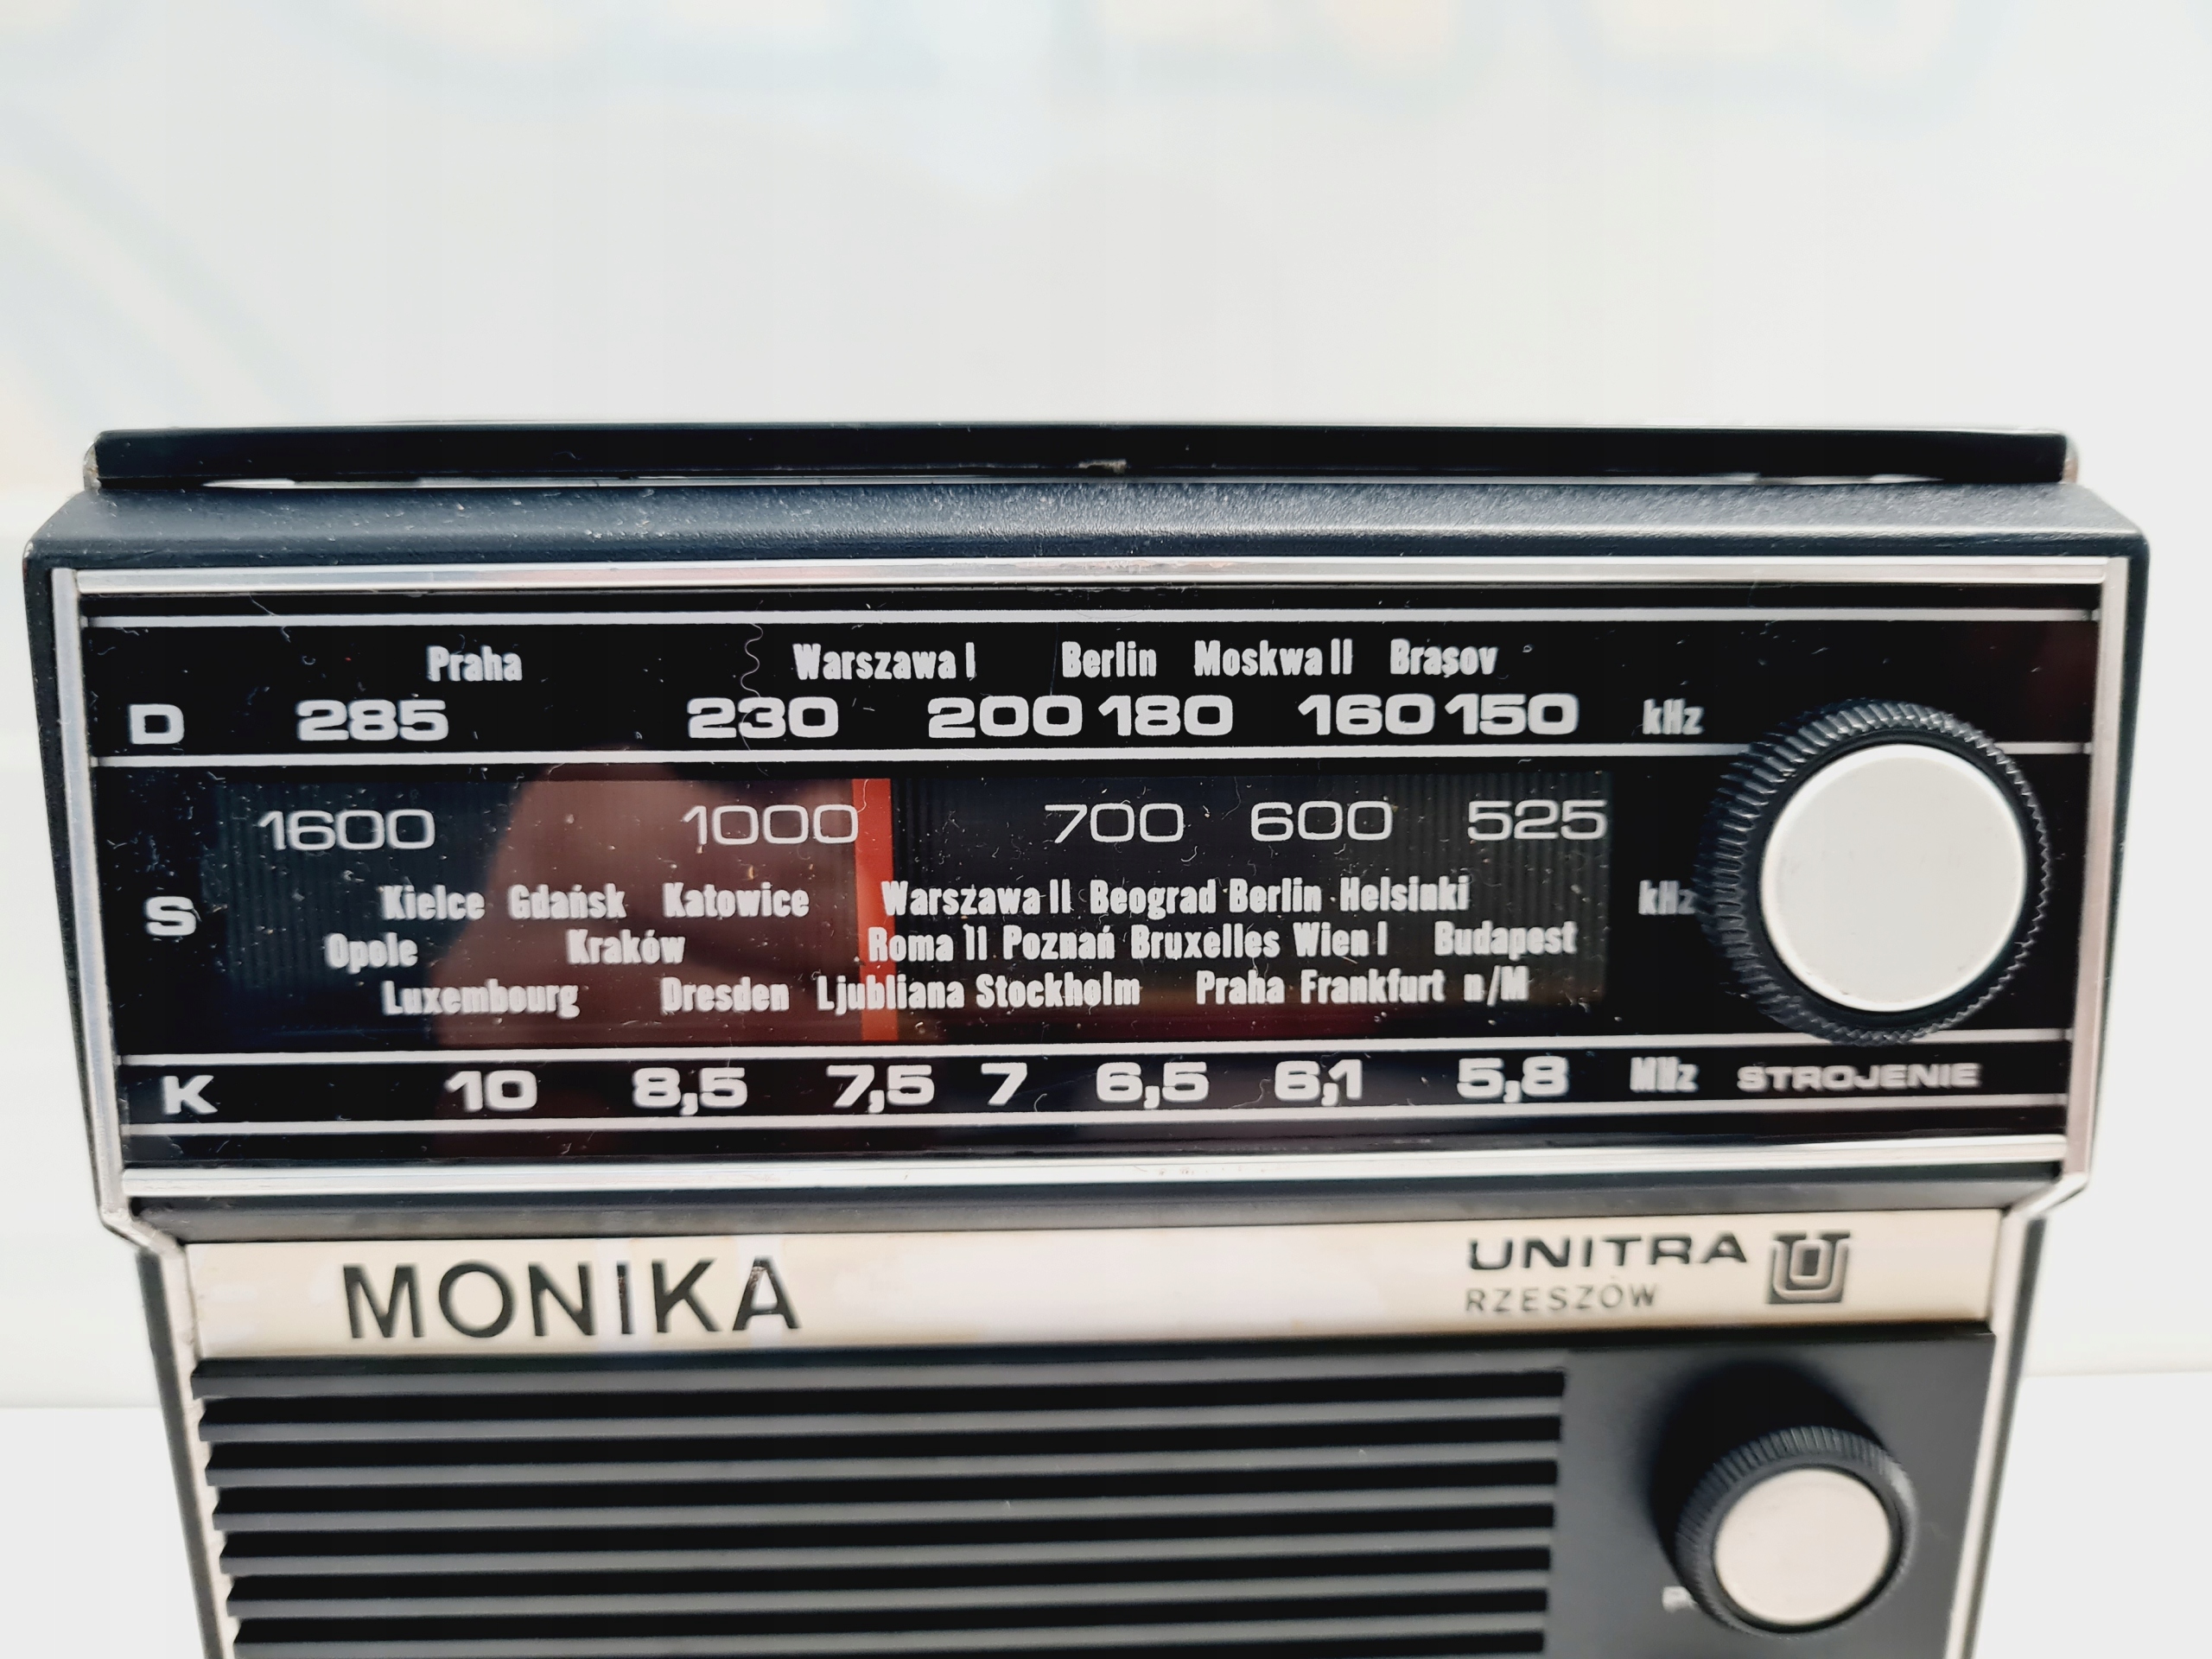 Praha Warszawa I Berlin Moskwa II Brașov
D 285 230 200 180 160 150 kHz
1600 1000 700 600 525
S Kielce Gdańsk Katowice Warszawa II Beograd Berlin Helsinki kHz
Opole Kraków Roma II Poznań Bruxelles Wien I Budapest
Luxembourg Dresden Ljubliana Stockholm Praha Frankfurt n/M
K 10 8,5 7,5 7 6,5 6,1 5,8 MHz STROJENIE
MONIKA UNITRA U
RZESZÓW